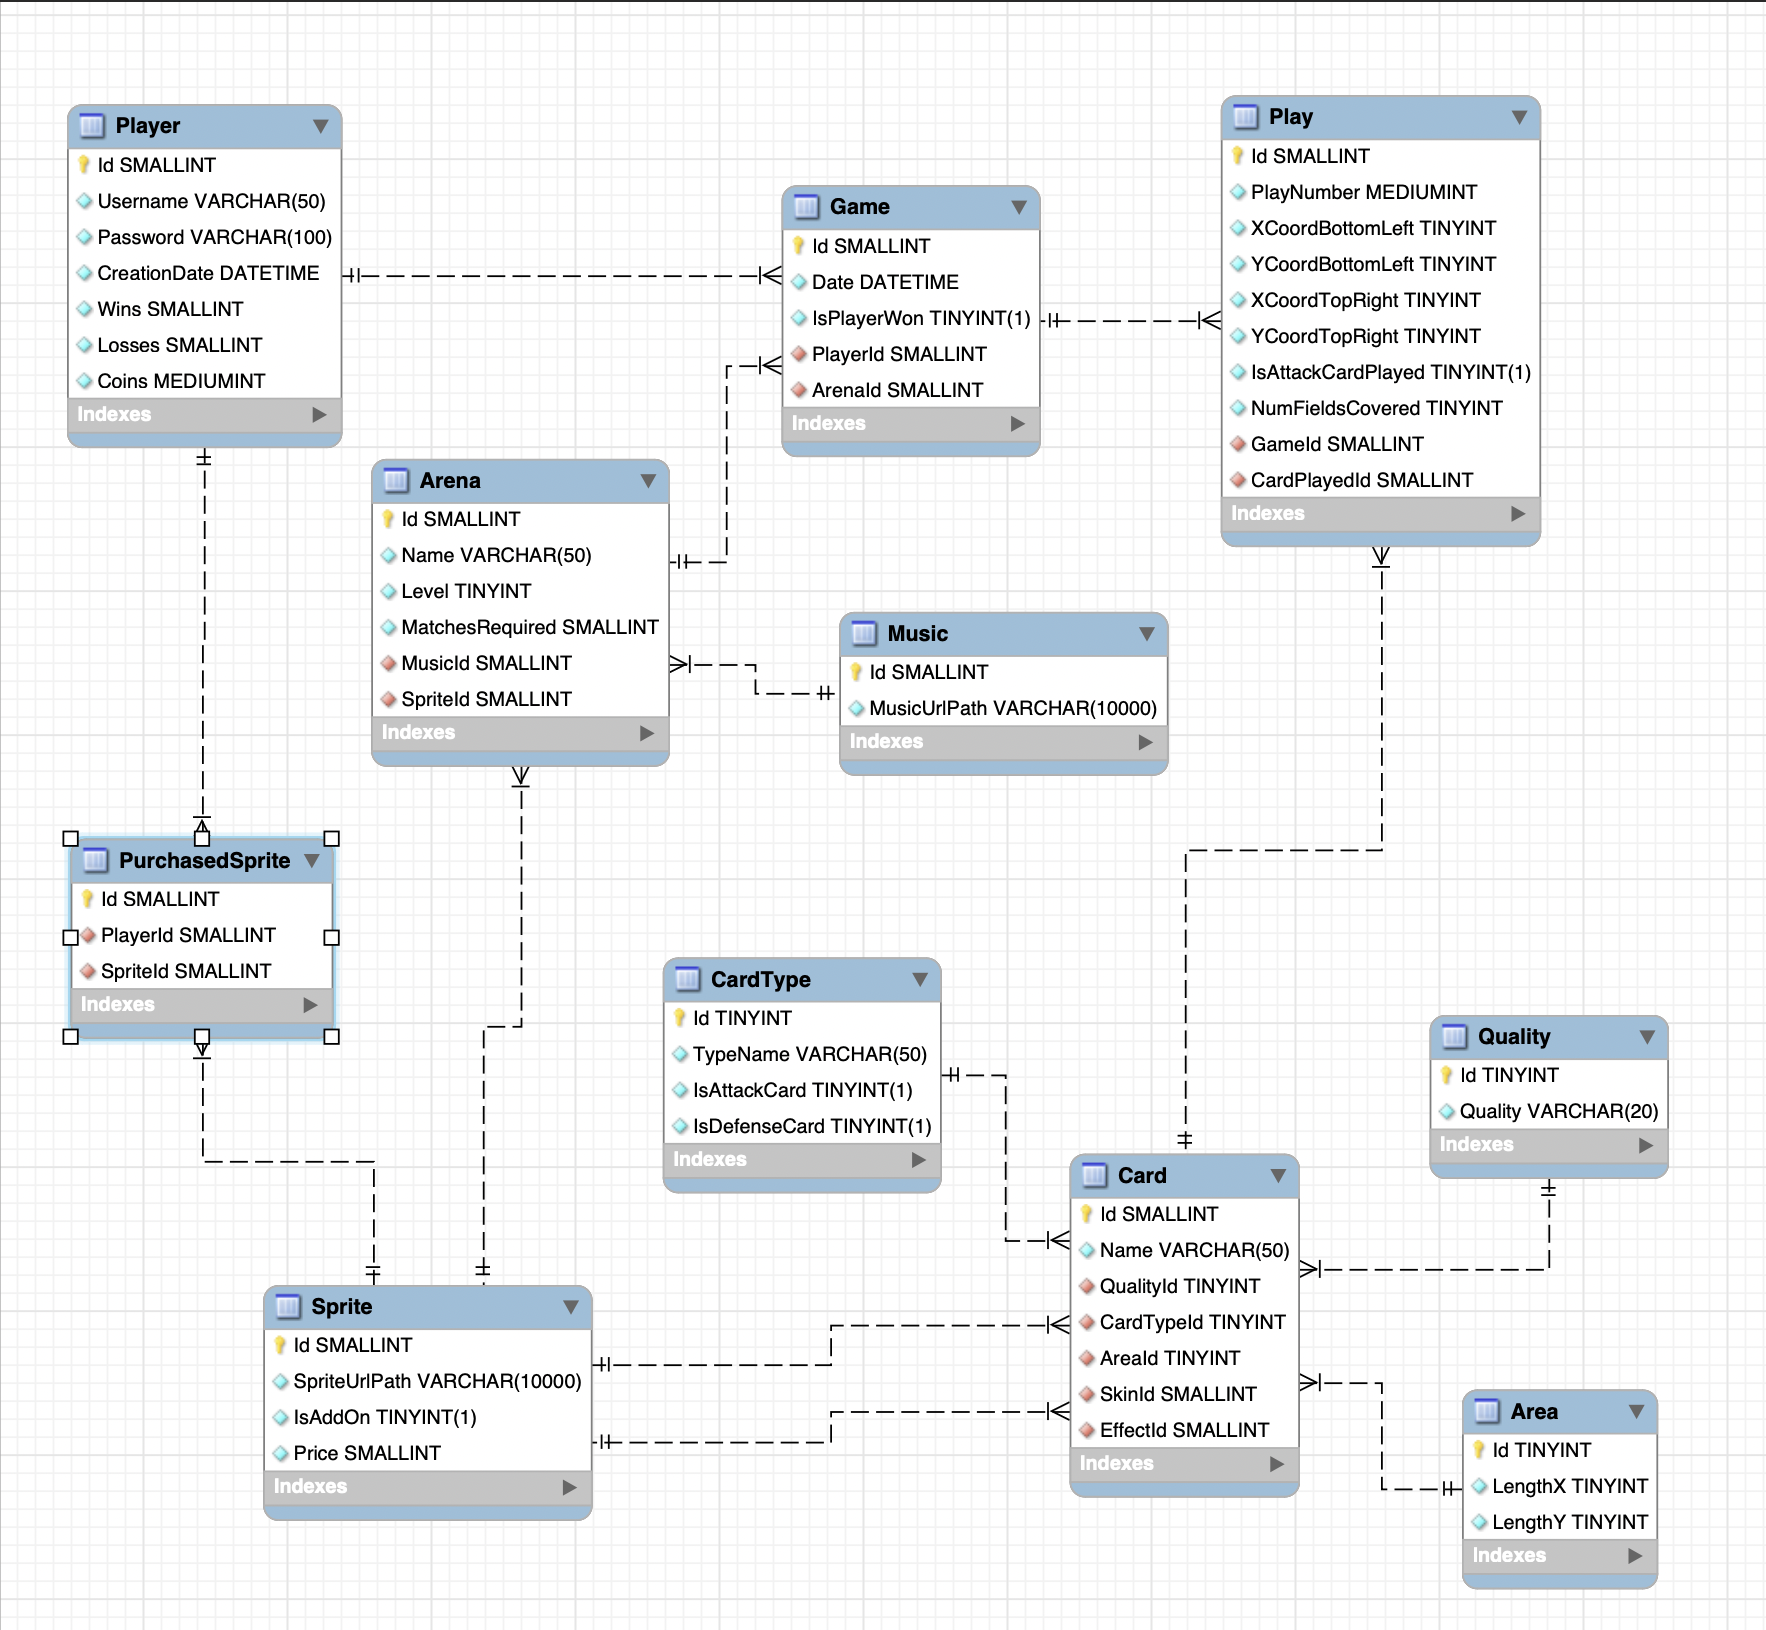 Player
Id SMALLINT
Username VARCHAR(50)
Password VARCHAR(100)
CreationDate DATETIME
Wins SMALLINT
Losses SMALLINT
Coins MEDIUMINT
Indexes
Game
Id SMALLINT
Date DATETIME
IsPlayerWon TINYINT(1)
PlayerId SMALLINT
ArenaId SMALLINT
Indexes
Play
Id SMALLINT
PlayNumber MEDIUMINT
XCoordBottomLeft TINYINT
YCoordBottomLeft TINYINT
XCoordTopRight TINYINT
YCoordTopRight TINYINT
IsAttackCardPlayed TINYINT(1)
NumFieldsCovered TINYINT
GameId SMALLINT
CardPlayedId SMALLINT
Indexes
Arena
Id SMALLINT
Name VARCHAR(50)
Level TINYINT
MatchesRequired SMALLINT
MusicId SMALLINT
SpriteId SMALLINT
Indexes
Music
Id SMALLINT
MusicUrlPath VARCHAR(10000)
Indexes
PurchasedSprite
Id SMALLINT
PlayerId SMALLINT
SpriteId SMALLINT
Indexes
CardType
Id TINYINT
TypeName VARCHAR(50)
IsAttackCard TINYINT(1)
IsDefenseCard TINYINT(1)
Indexes
Quality
Id TINYINT
Quality VARCHAR(20)
Indexes
Card
Id SMALLINT
Name VARCHAR(50)
QualityId TINYINT
CardTypeId TINYINT
AreaId TINYINT
SkinId SMALLINT
EffectId SMALLINT
Indexes
Sprite
Id SMALLINT
SpriteUrlPath VARCHAR(10000)
IsAddOn TINYINT(1)
Price SMALLINT
Indexes
Area
Id TINYINT
LengthX TINYINT
LengthY TINYINT
Indexes